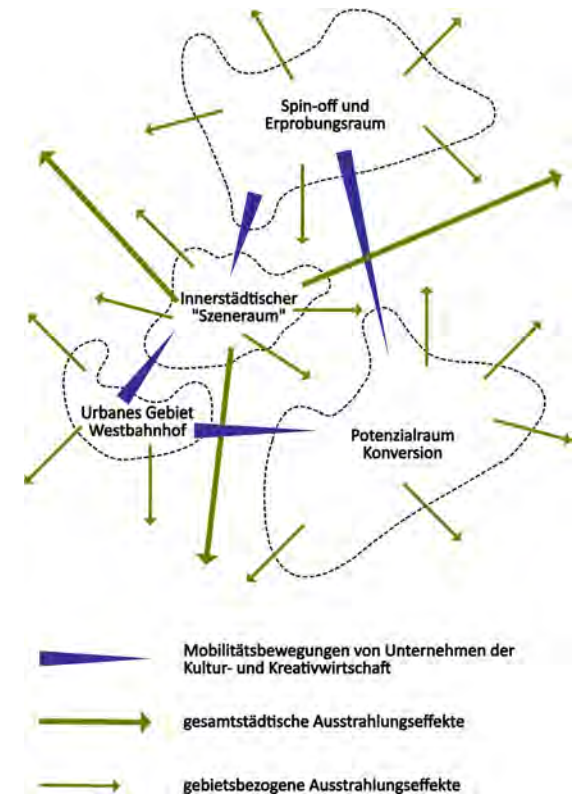 Spin-off und
Erprobungsraum
Innerstädtischer
"Szeneraum"
Urbanes Gebiet
Westbahnhof
Potenzialraum
Konversion
Mobilitätsbewegungen von Unternehmen der
Kultur- und Kreativwirtschaft
gesamtstädtische Ausstrahlungseffekte
gebietsbezogene Ausstrahlungseffekte